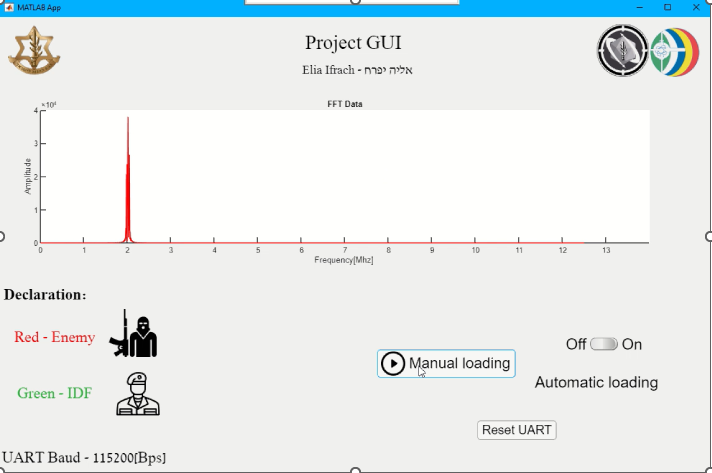 MATLAB App
Project GUI
Elia Ifrach - אליה יפרח
FFT Data
Amplitude
4
3
2
1
0
0 1 2 3 4 5 6 7 8 9 10 11 12 13
Frequency[Mhz]
Declaration:
Red - Enemy
Green - IDF
Manual loading
Off On
Automatic loading
Reset UART
UART Baud - 115200[Bps]